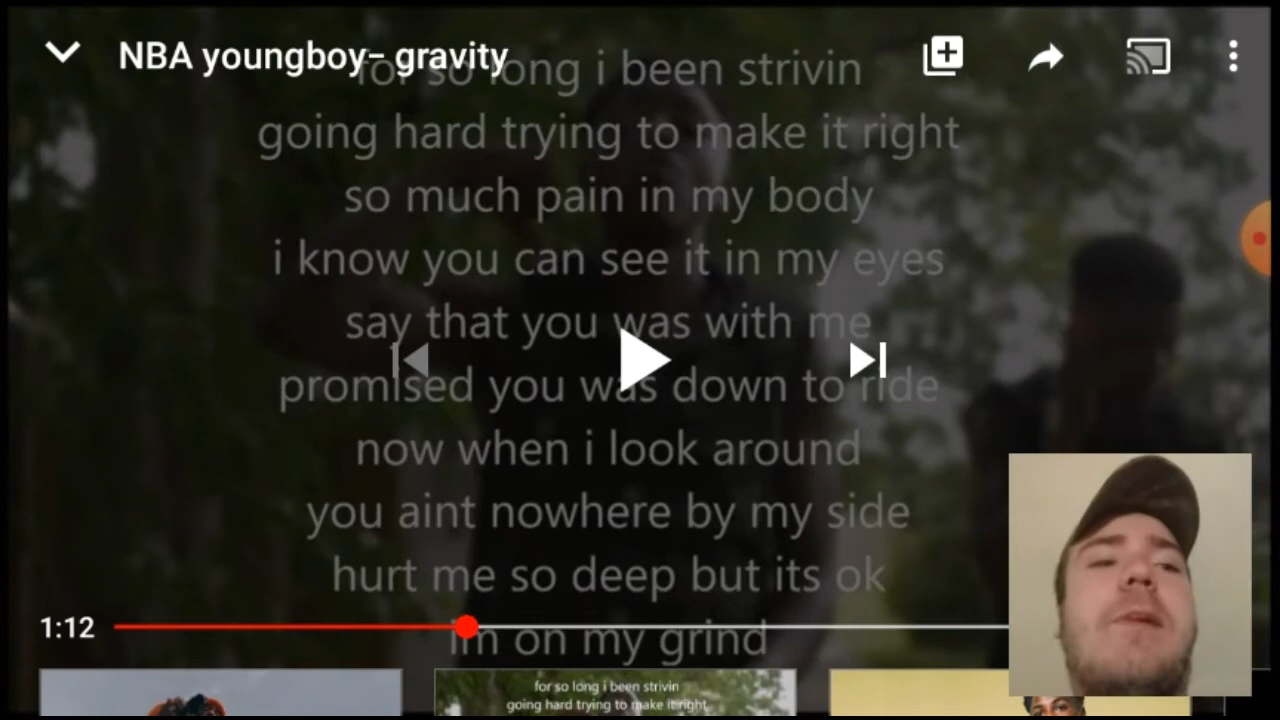 NBA youngboy- gravity
for so long i been strivin
going hard trying to make it right
so much pain in my body
i know you can see it in my eyes
say that you was with me
promised you was down to ride
now when i look around
you aint nowhere by my side
hurt me so deep but its ok
1:12
im on my grind
for so long i been strivin
going hard trying to make it right